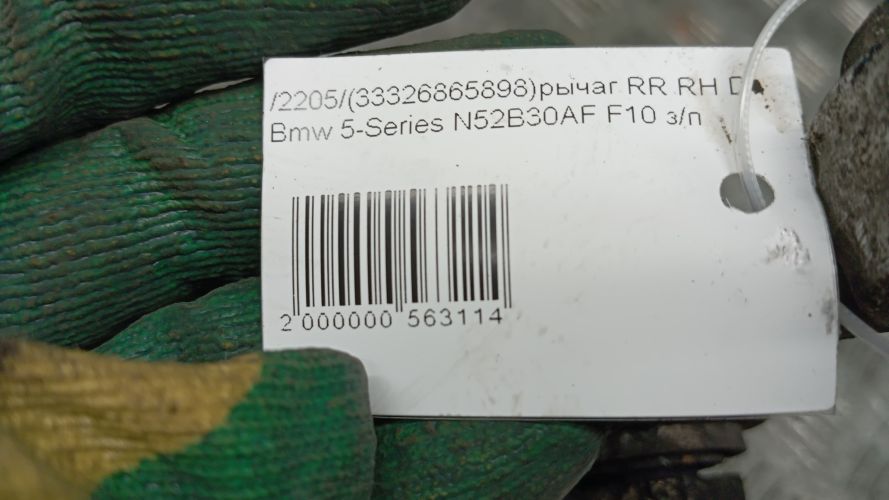 /2205/(33326865898)рычаг RR RH
Bmw 5-Series N52B30AF F10 з/п
2 000000 563114